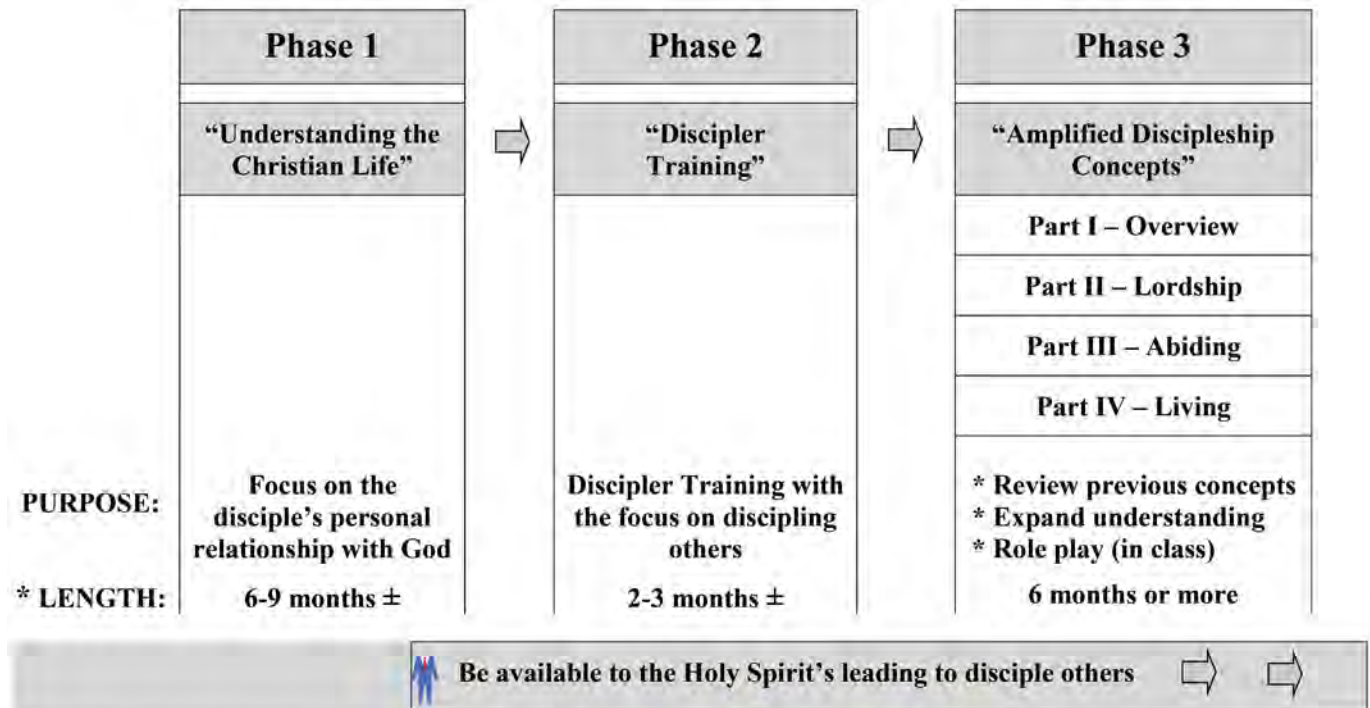 Phase 1
Phase 2
Phase 3
“Understanding the
Christian Life”
“Discipler
Training”
“Amplified Discipleship
Concepts”
Part I – Overview
Part II – Lordship
Part III – Abiding
Part IV – Living
PURPOSE:
Focus on the
disciple’s personal
relationship with God
Discipler Training with
the focus on discipling
others
* Review previous concepts
* Expand understanding
* Role play (in class)
* LENGTH:
6-9 months ±
2-3 months ±
6 months or more
Be available to the Holy Spirit’s leading to disciple others